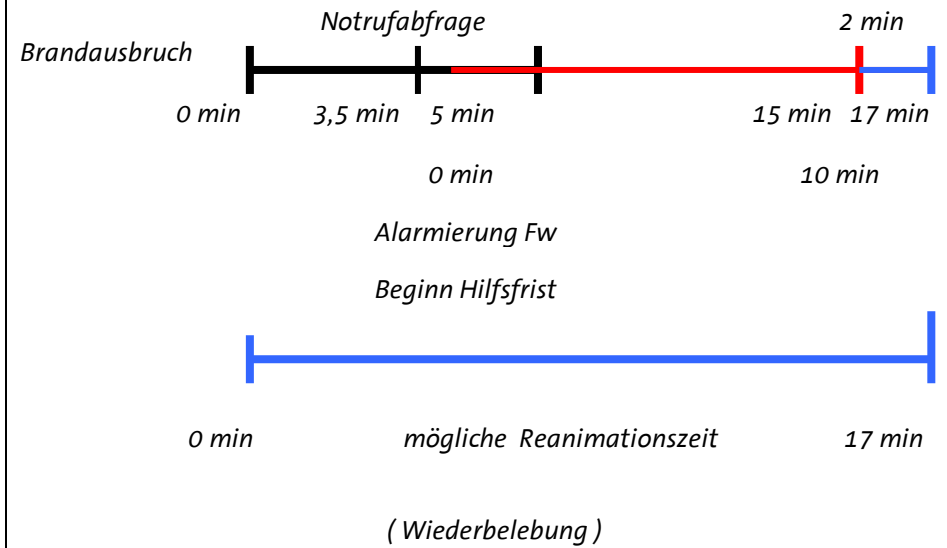 Notrufabfrage 2 min
Brandausbruch
0 min 3,5 min 5 min 15 min 17 min
0 min 10 min
Alarmierung Fw
Beginn Hilfsfrist
0 min mögliche Reanimationszeit 17 min
( Wiederbelebung )